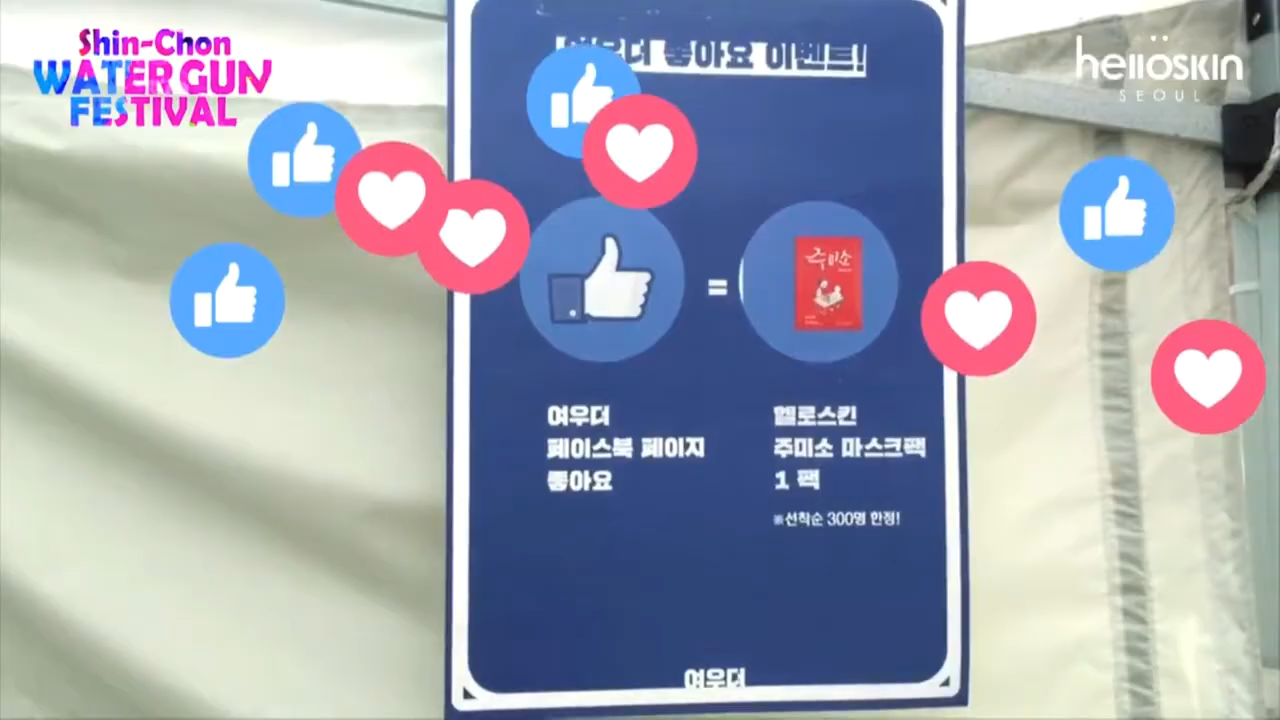 Shin-Chon
WATER GUN
FESTIVAL
helloskin
SEOUL
여우더 좋아요 이벤트!
=
주미소
여우더
페이스북 페이지
좋아요
헬로스킨
주미소 마스크팩
1 팩
※선착순 300명 한정!
여우더